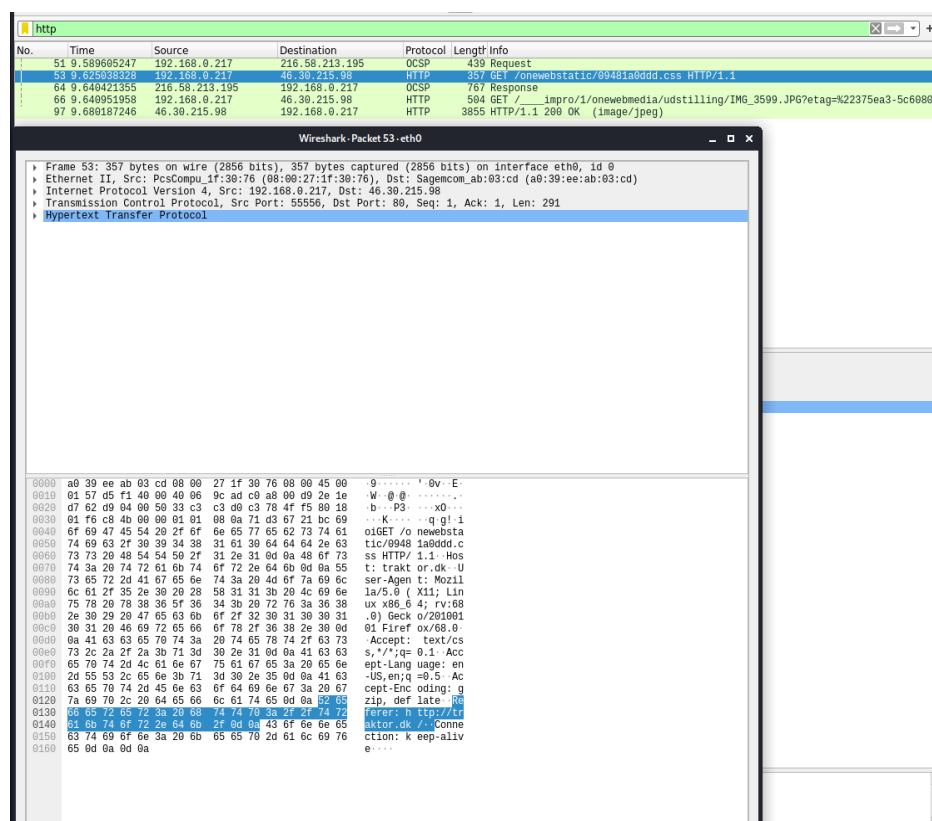 http
No. Time Source Destination Protocol Length Info
51 9.589605247 192.168.0.217 216.58.213.195 OCSP 439 Request
53 9.625038328 192.168.0.217 46.30.215.98 HTTP 357 GET /onewebstatic/09481a0ddd.css HTTP/1.1
64 9.640421355 216.58.213.195 192.168.0.217 OCSP 767 Response
66 9.640951958 192.168.0.217 46.30.215.98 HTTP 504 GET /____impro/1/onewebmedia/udstilling/IMG_3599.JPG?etag=%22375ea3-5c6080
97 9.680187246 46.30.215.98 192.168.0.217 HTTP 3855 HTTP/1.1 200 OK (image/jpeg)
Wireshark · Packet 53 · eth0
Frame 53: 357 bytes on wire (2856 bits), 357 bytes captured (2856 bits) on interface eth0, id 0
Ethernet II, Src: PcsCompu_1f:30:76 (08:00:27:1f:30:76), Dst: Sagemcom_ab:03:cd (a0:39:ee:ab:03:cd)
Internet Protocol Version 4, Src: 192.168.0.217, Dst: 46.30.215.98
Transmission Control Protocol, Src Port: 55556, Dst Port: 80, Seq: 1, Ack: 1, Len: 291
Hypertext Transfer Protocol
0000 a0 39 ee ab 03 cd 08 00 27 1f 30 76 08 00 45 00 ·9······ '·0v··E·
0010 01 57 d5 f1 40 00 40 06 9c ad c0 a8 00 d9 2e 1e ·W··@·@· ······.·
0020 d7 62 d9 04 00 50 33 c3 c3 d0 c3 78 4f f5 80 18 ·b···P3· ···xO···
0030 01 f6 c8 4b 00 00 01 01 08 0a 71 d3 67 21 bc 69 ···K···· ··q·g!·i
0040 6f 69 47 45 54 20 2f 6f 6e 65 77 65 62 73 74 61 oiGET /o newebsta
0050 74 69 63 2f 30 39 34 38 31 61 30 64 64 64 2e 63 tic/0948 1a0ddd.c
0060 73 73 20 48 54 54 50 2f 31 2e 31 0d 0a 48 6f 73 ss HTTP/ 1.1··Hos
0070 74 3a 20 74 72 61 6b 74 6f 72 2e 64 6b 0d 0a 55 t: trakt or.dk··U
0080 73 65 72 2d 41 67 65 6e 74 3a 20 4d 6f 7a 69 6c ser-Agen t: Mozil
0090 6c 61 2f 35 2e 30 20 28 58 31 31 3b 20 4c 69 6e la/5.0 ( X11; Lin
00a0 75 78 20 78 38 36 5f 36 34 3b 20 72 76 3a 36 38 ux x86_6 4; rv:68
00b0 2e 30 29 20 47 65 63 6b 6f 2f 32 30 31 30 30 31 .0) Geck o/201001
00c0 30 31 20 46 69 72 65 66 6f 78 2f 36 38 2e 30 0d 01 Firef ox/68.0·
00d0 0a 41 63 63 65 70 74 3a 20 74 65 78 74 2f 63 73 ·Accept: text/cs
00e0 73 2c 2a 2f 2a 3b 71 3d 30 2e 31 0d 0a 41 63 63 s,*/*;q= 0.1··Acc
00f0 65 70 74 2d 4c 61 6e 67 75 61 67 65 3a 20 65 6e ept-Lang uage: en
0100 2d 55 53 2c 65 6e 3b 71 3d 30 2e 35 0d 0a 41 63 -US,en;q =0.5··Ac
0110 63 65 70 74 2d 45 6e 63 6f 64 69 6e 67 3a 20 67 cept-Enc oding: g
0120 7a 69 70 2c 20 64 65 66 6c 61 74 65 0d 0a 52 65 zip, def late··Re
0130 66 65 72 65 72 3a 20 68 74 74 70 3a 2f 2f 74 72 ferer: h ttp://tr
0140 61 6b 74 6f 72 2e 64 6b 2f 0d 0a 43 6f 6e 6e 65 aktor.dk /··Conne
0150 63 74 69 6f 6e 3a 20 6b 65 65 70 2d 61 6c 69 76 ction: k eep-aliv
0160 65 0d 0a 0d 0a e····